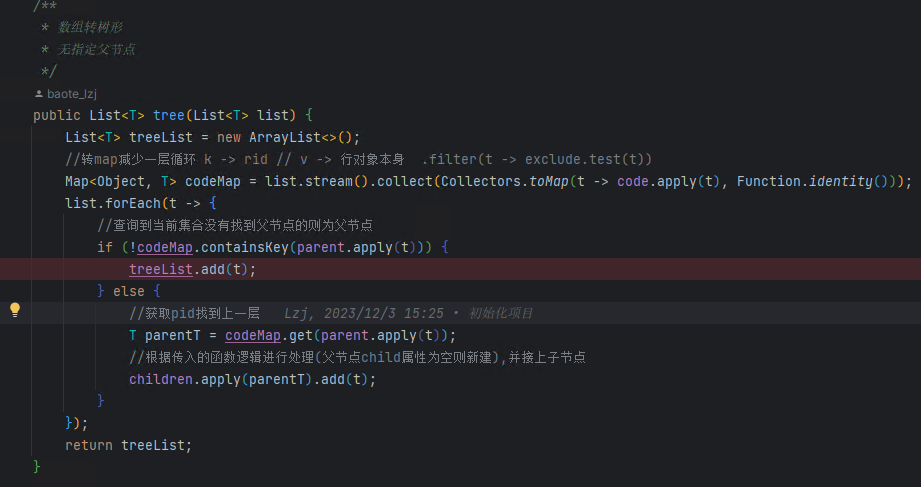 /**
 * 数组转树形
 * 无指定父节点
 */
baote_lzj
public List<T> tree(List<T> list) {
    List<T> treeList = new ArrayList<>();
    //转map减少一层循环 k -> rid // v -> 行对象本身  .filter(t -> exclude.test(t))
    Map<Object, T> codeMap = list.stream().collect(Collectors.toMap(t -> code.apply(t), Function.identity()));
    list.forEach(t -> {
        //查询到当前集合没有找到父节点的则为父节点
        if (!codeMap.containsKey(parent.apply(t))) {
            treeList.add(t);
        } else {
            //获取pid找到上一层   Lzj, 2023/12/3 15:25 • 初始化项目
            T parentT = codeMap.get(parent.apply(t));
            //根据传入的函数逻辑进行处理(父节点child属性为空则新建),并接上子节点
            children.apply(parentT).add(t);
        }
    });
    return treeList;
}